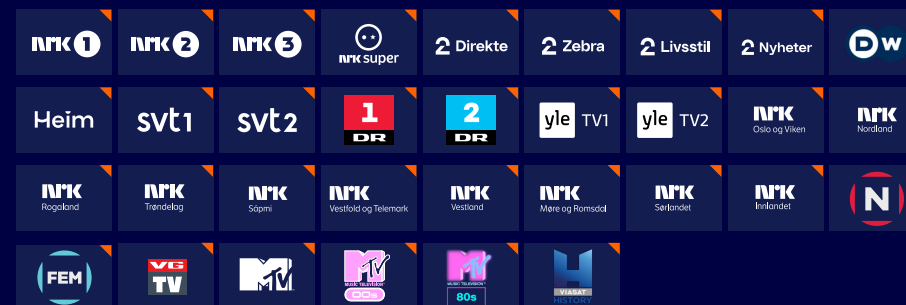 nrk 1
nrk 2
nrk 3
nrk super
2 Direkte
2 Zebra
2 Livsstil
2 Nyheter
DW
Heim
svt1
svt2
1
DR
2
DR
yle TV1
yle TV2
nrk
Oslo og Viken
nrk
Nordland
nrk
Rogaland
nrk
Trøndelag
nrk
Sápmi
nrk
Vestfold og Telemark
nrk
Vestland
nrk
Møre og Romsdal
nrk
Sørlandet
nrk
Innlandet
N
FEM
VG
TV
MTV
MTV
MUSIC TELEVISION
00s
MTV
MUSIC TELEVISION
80s
H
VIASAT
HISTORY